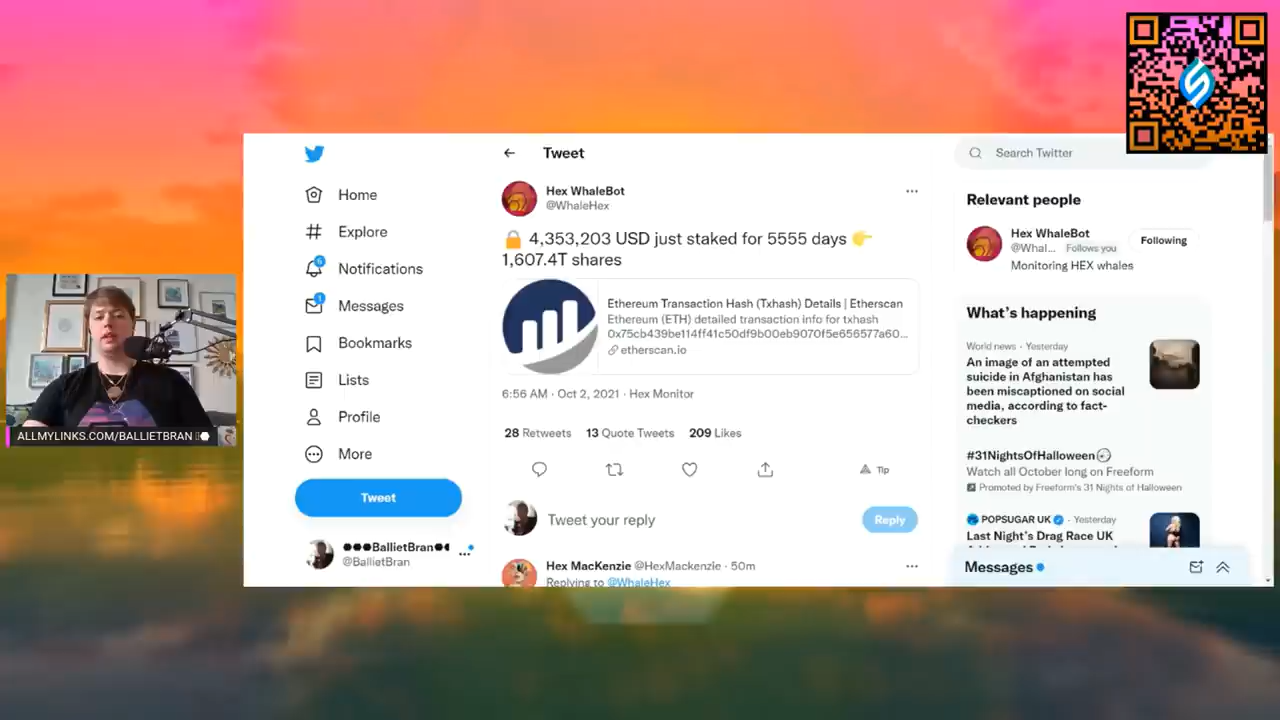 Tweet
Search Twitter
Home
Explore
6 Notifications
1 Messages
Bookmarks
Lists
Profile
More
Tweet
BallietBran
@BallietBran
Hex WhaleBot
@WhaleHex
4,353,203 USD just staked for 5555 days
1,607.4T shares
Ethereum Transaction Hash (Txhash) Details | Etherscan
Ethereum (ETH) detailed transaction info for txhash
0x75cb439be114ff41c50df9b00eb9070f5e656577a60...
etherscan.io
6:56 AM · Oct 2, 2021 · Hex Monitor
28 Retweets 13 Quote Tweets 209 Likes
Tip
Tweet your reply
Reply
Hex MacKenzie @HexMackenzie · 50m
Replying to @WhaleHex
Relevant people
Hex WhaleBot
@Whal... Follows you
Following
Monitoring HEX whales
What's happening
World news · Yesterday
An image of an attempted
suicide in Afghanistan has
been miscaptioned on social
media, according to fact-
checkers
#31NightsOfHalloween
Watch all October long on Freeform
Promoted by Freeform's 31 Nights of Halloween
POPSUGAR UK · Yesterday
Last Night's Drag Race UK
Messages
ALLMYLINKS.COM/BALLIETBRAN